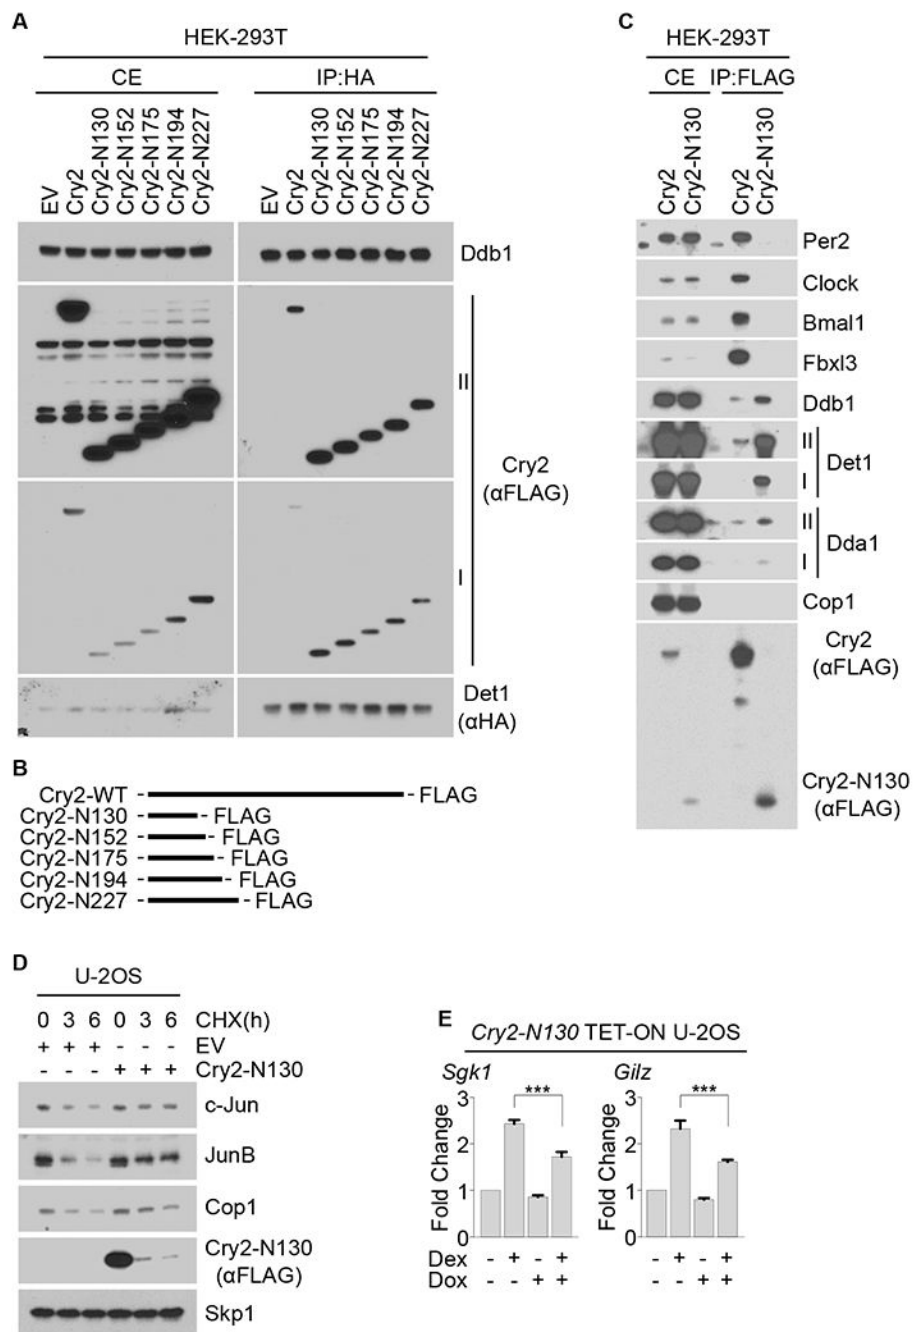 A
HEK-293T
CE
IP:HA
EV
Cry2
Cry2-N130
Cry2-N152
Cry2-N175
Cry2-N194
Cry2-N227
EV
Cry2
Cry2-N130
Cry2-N152
Cry2-N175
Cry2-N194
Cry2-N227
Ddb1
II
Cry2
(αFLAG)
I
Det1
(αHA)
B
Cry2-WT - - FLAG
Cry2-N130 - - FLAG
Cry2-N152 - - FLAG
Cry2-N175 - - FLAG
Cry2-N194 - - FLAG
Cry2-N227 - - FLAG
C
HEK-293T
CE IP:FLAG
Cry2
Cry2-N130
Cry2
Cry2-N130
Per2
Clock
Bmal1
Fbxl3
Ddb1
II
Det1
I
II
Dda1
I
Cop1
Cry2
(αFLAG)
Cry2-N130
(αFLAG)
D
U-2OS
0 3 6 0 3 6 CHX(h)
+ + + - - - EV
- - - + + + Cry2-N130
c-Jun
JunB
Cop1
Cry2-N130
(αFLAG)
Skp1
E
Cry2-N130 TET-ON U-2OS
Sgk1
***
Fold Change
3
2
1
0
Dex - + - +
Dox - - + +
Gilz
***
Fold Change
3
2
1
0
- + - +
- - + +